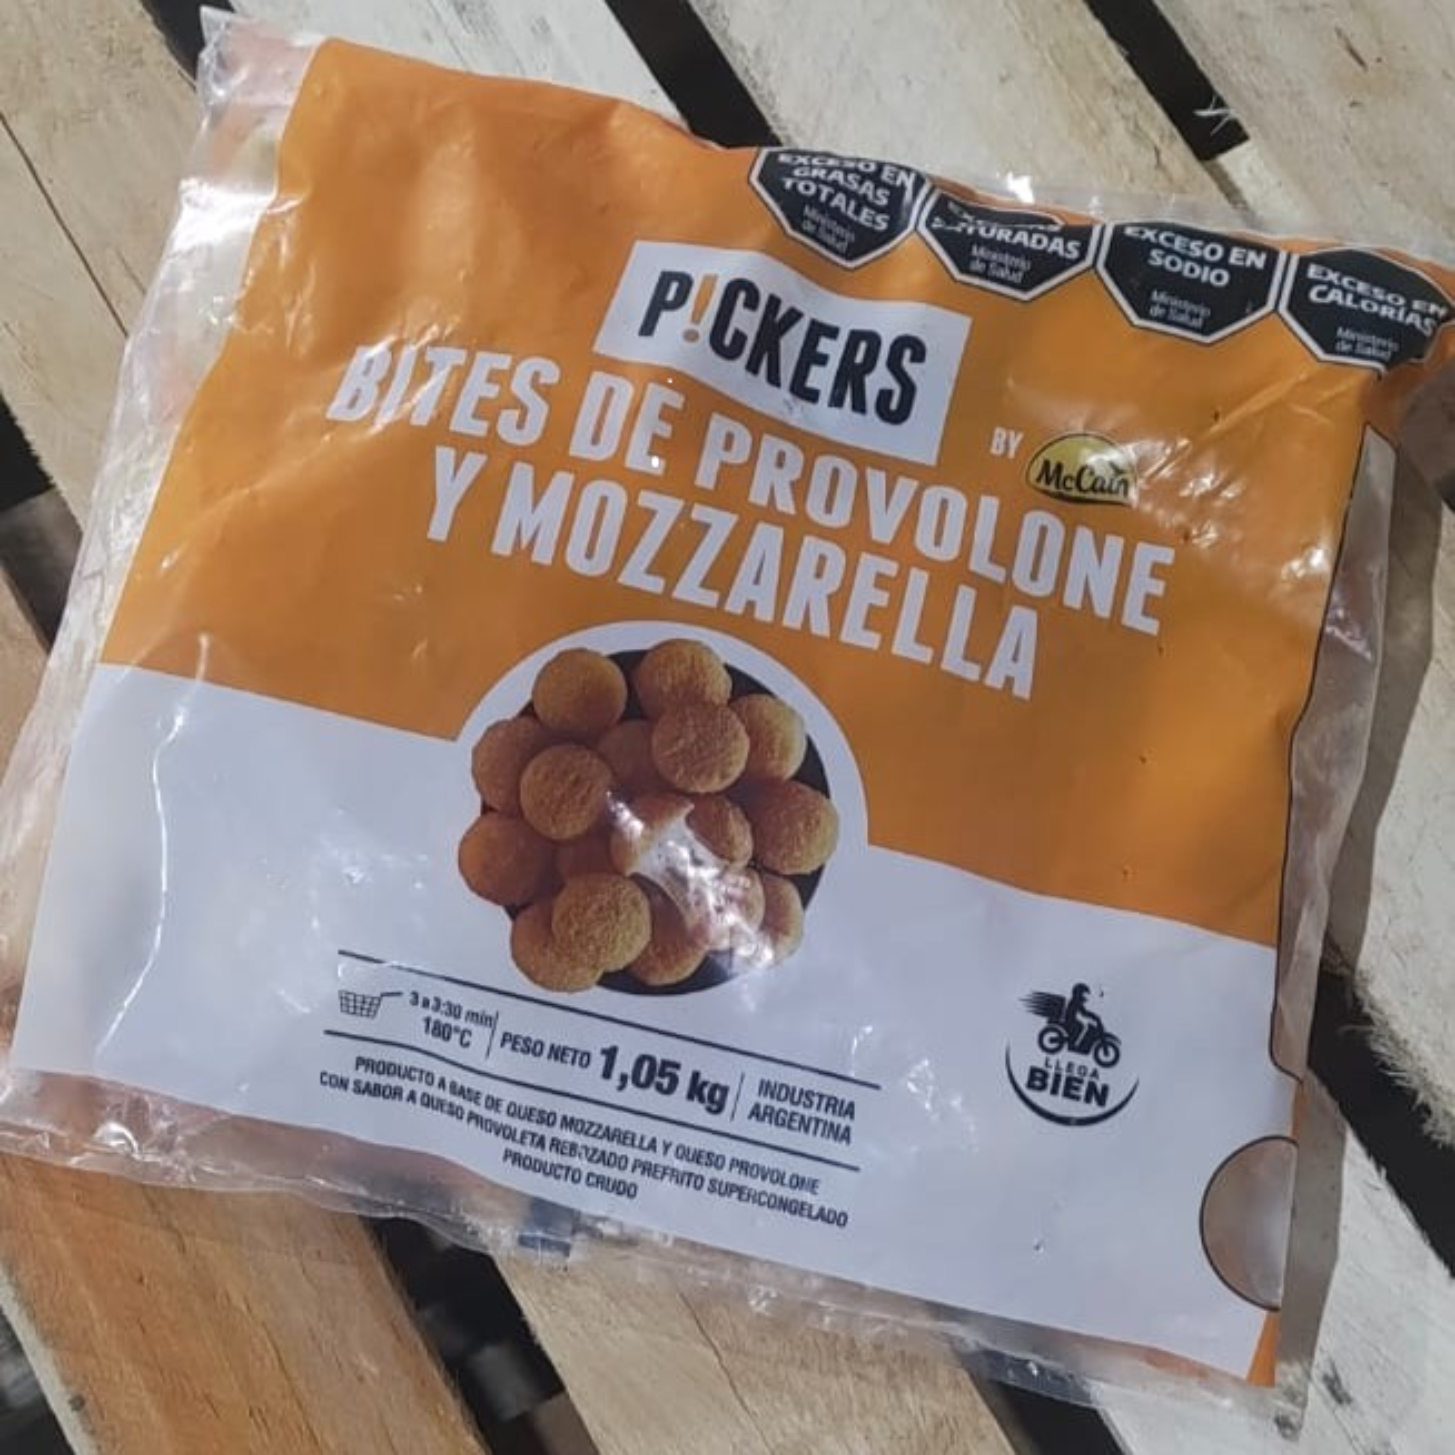 EXCESO EN
GRASAS
TOTALES
Ministerio
de Salud
SATURADAS
Ministerio
de Salud
EXCESO EN
SODIO
Ministerio
de Salud
EXCESO EN
CALORÍAS
Ministerio
de Salud
P!CKERS
BY McCain
BITES DE PROVOLONE
Y MOZZARELLA
3 a 3:30 min
180°C
PESO NETO 1,05 kg
INDUSTRIA
ARGENTINA
PRODUCTO A BASE DE QUESO MOZZARELLA Y QUESO PROVOLONE
CON SABOR A QUESO PROVOLETA REBOZADO PREFRITO SUPERCONGELADO
PRODUCTO CRUDO
LLEGA
BIEN